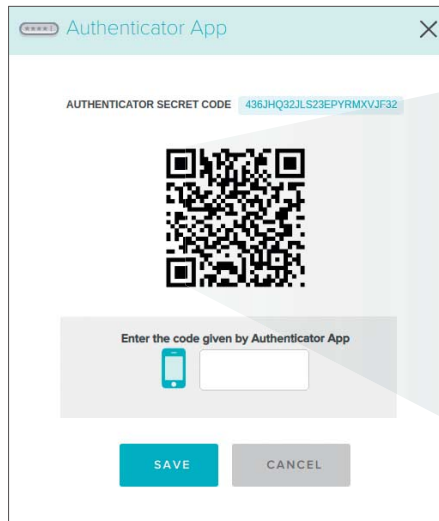 Authenticator App
AUTHENTICATOR SECRET CODE 436JHQ32JLS23EPYRMXVJF32
Enter the code given by Authenticator App
SAVE CANCEL